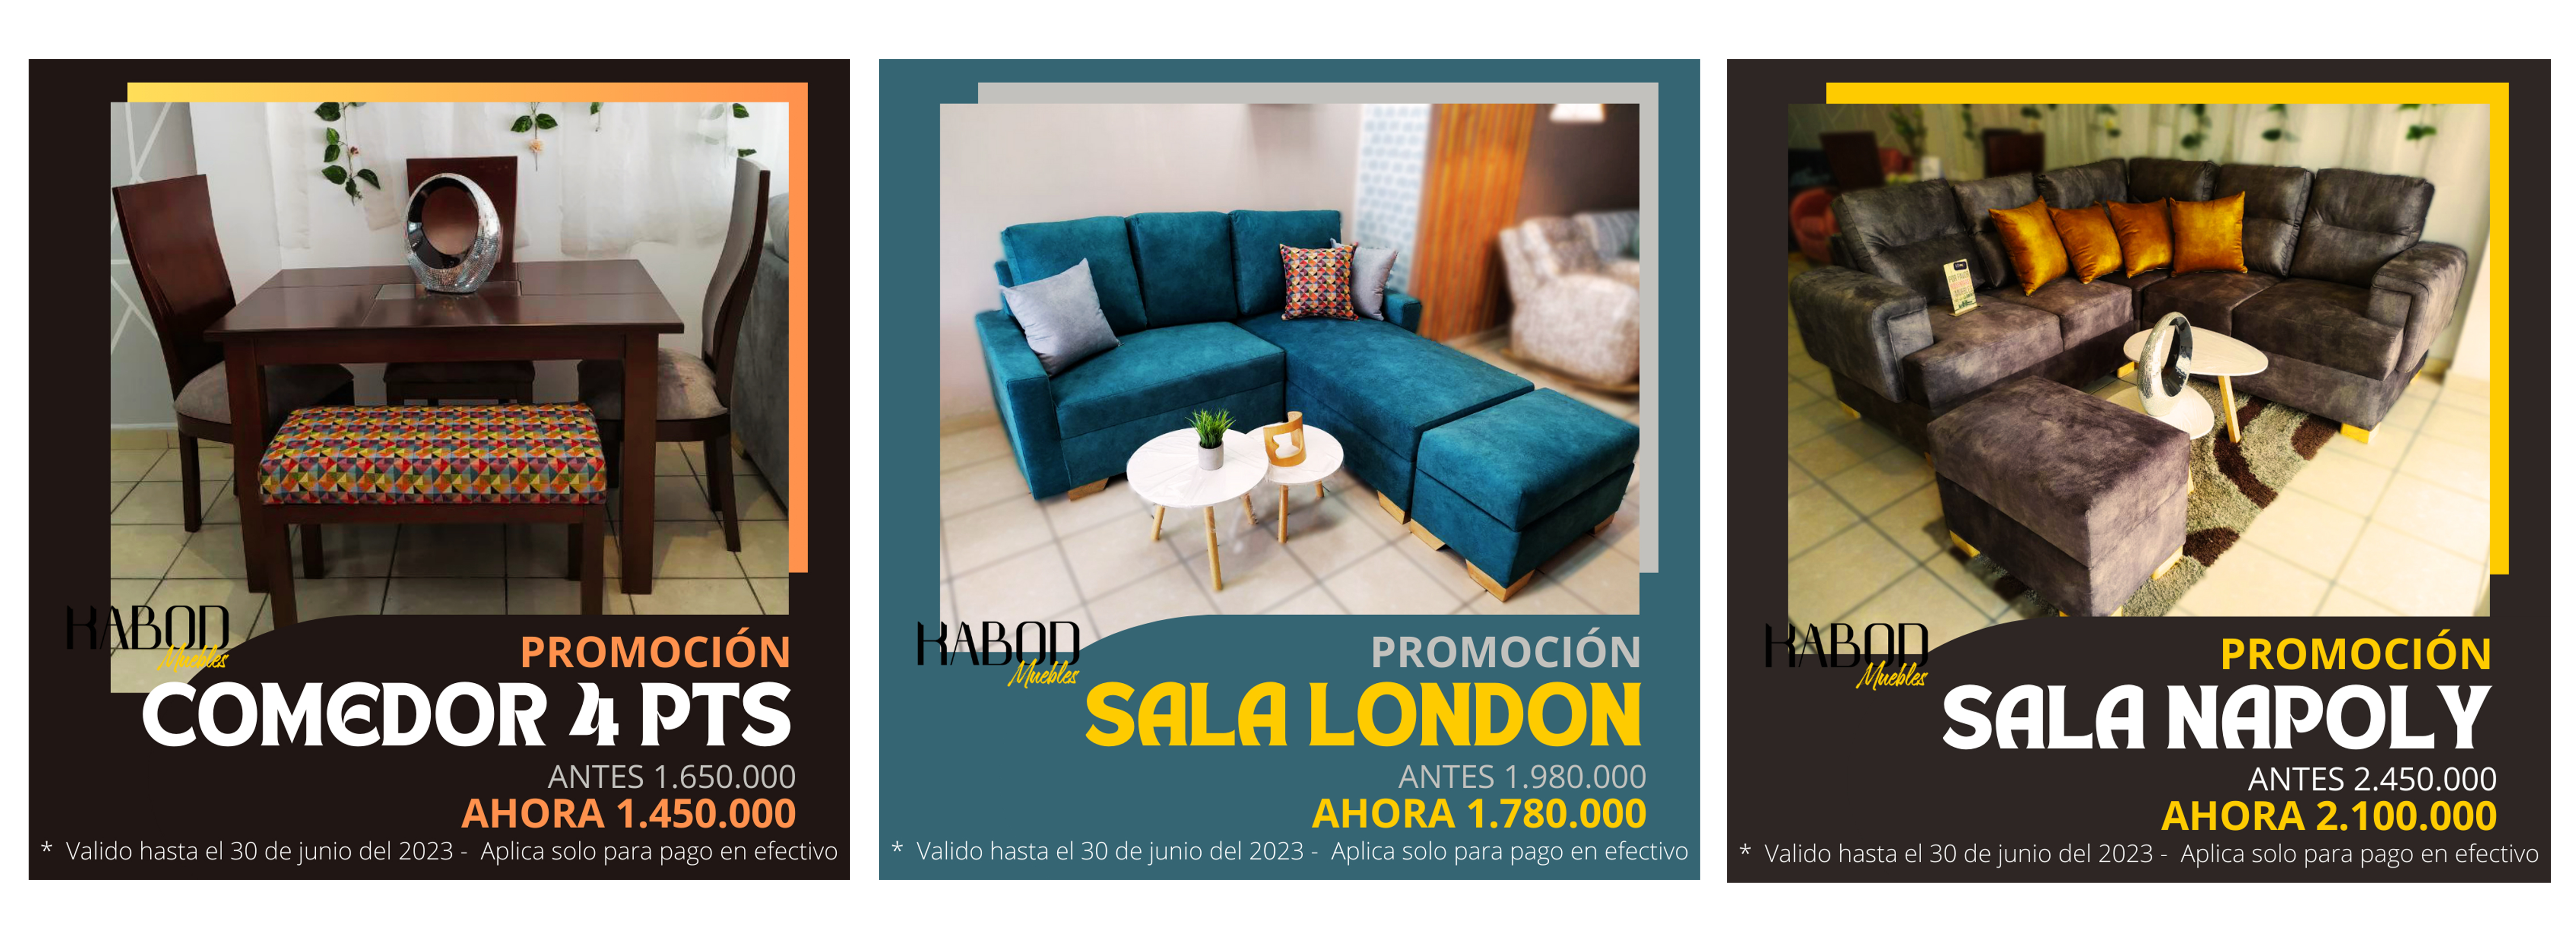 KABOD
Muebles
PROMOCIÓN
COMEDOR 4 PTS
ANTES 1.650.000
AHORA 1.450.000
* Valido hasta el 30 de junio del 2023 - Aplica solo para pago en efectivo
KABOD
Muebles
PROMOCIÓN
SALA LONDON
ANTES 1.980.000
AHORA 1.780.000
* Valido hasta el 30 de junio del 2023 - Aplica solo para pago en efectivo
KABOD
Muebles
PROMOCIÓN
SALA NAPOLY
ANTES 2.450.000
AHORA 2.100.000
* Valido hasta el 30 de junio del 2023 - Aplica solo para pago en efectivo